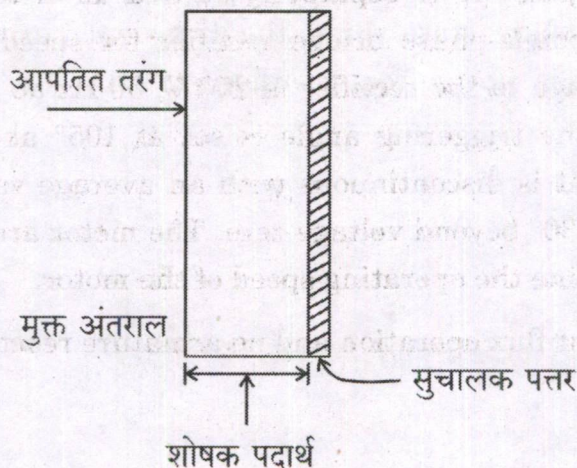 आपतित तरंग
मुक्त अंतराल
सुचालक पत्तर
शोषक पदार्थ